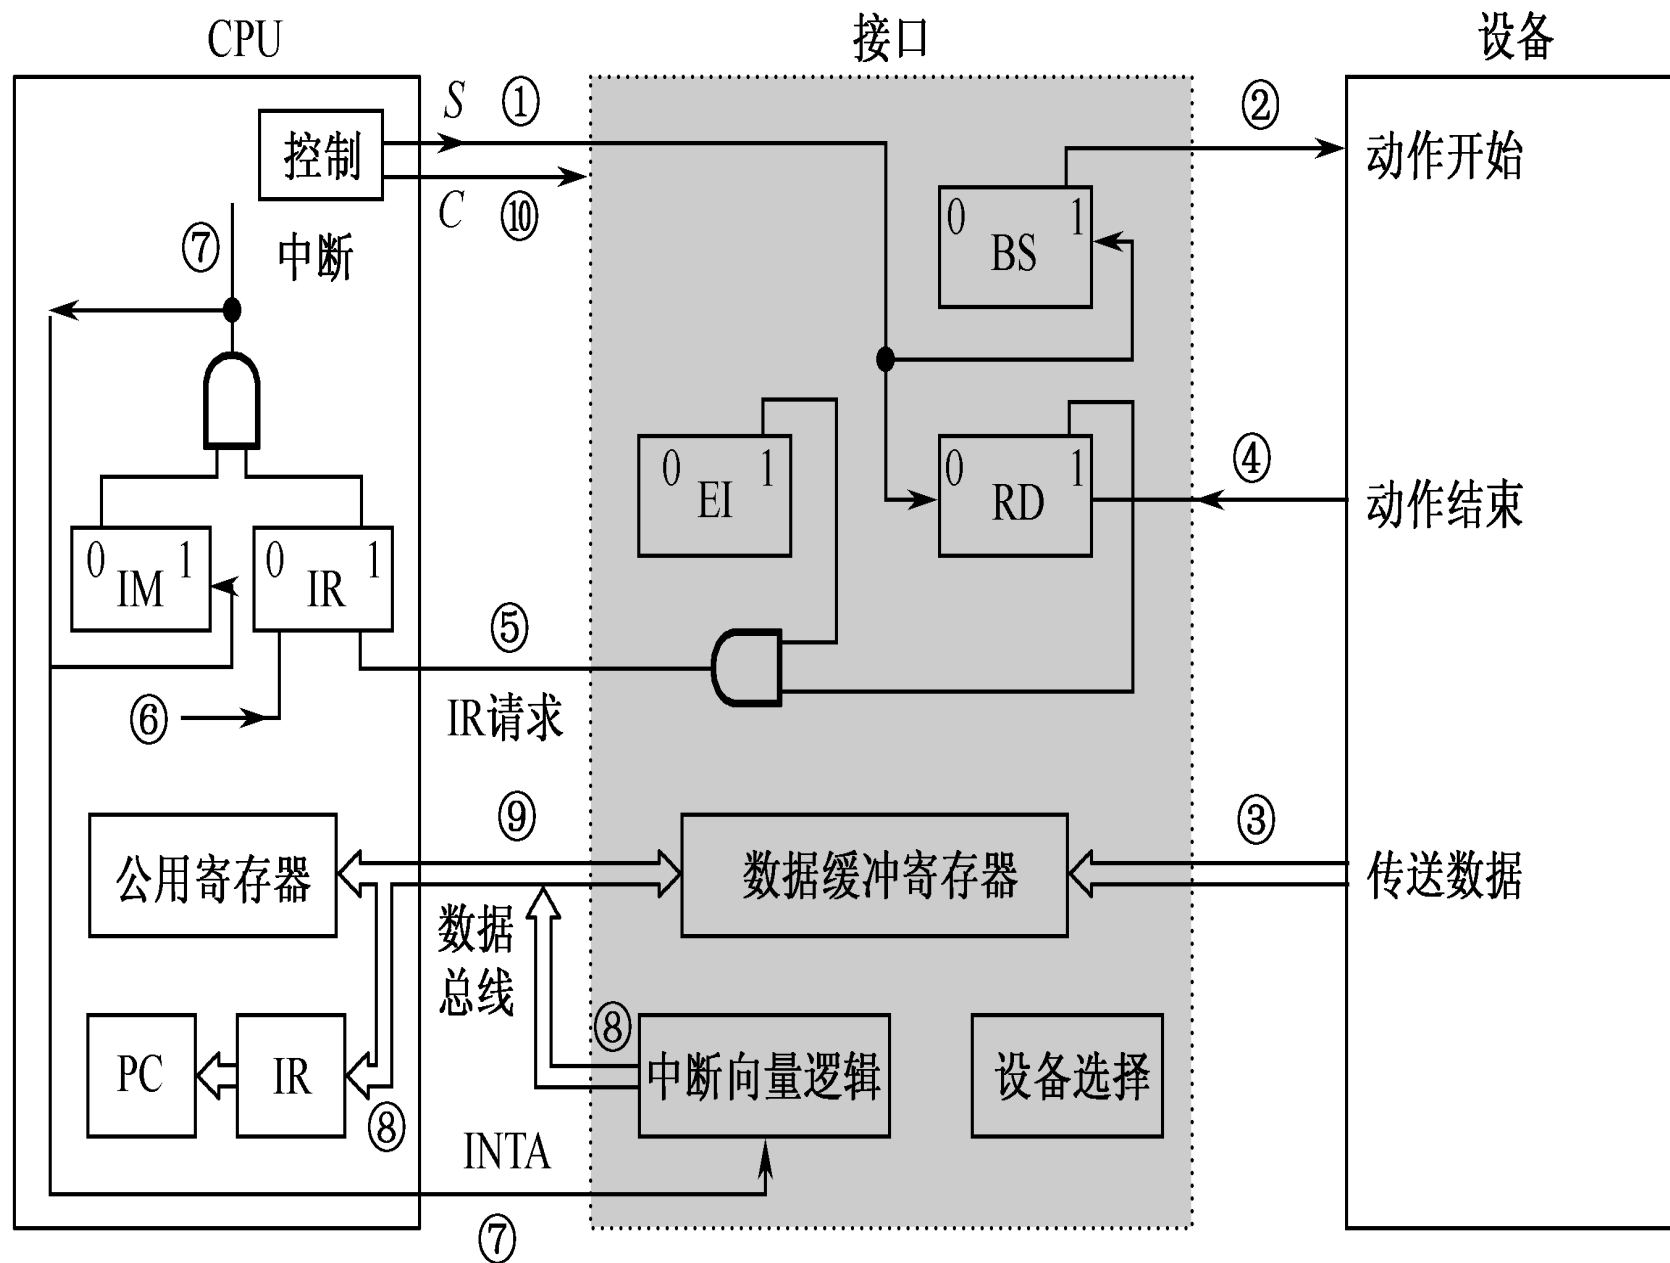 CPU
接口
设备
S ①
②
控制
动作开始
C ⑩
0 1
BS
⑦
中断
0 1
EI
0 1
RD
④
动作结束
0 1
IM
0 1
IR
⑤
IR请求
⑥
⑨
③
公用寄存器
数据缓冲寄存器
传送数据
数据
总线
⑧
PC
IR
中断向量逻辑
设备选择
⑧
INTA
⑦